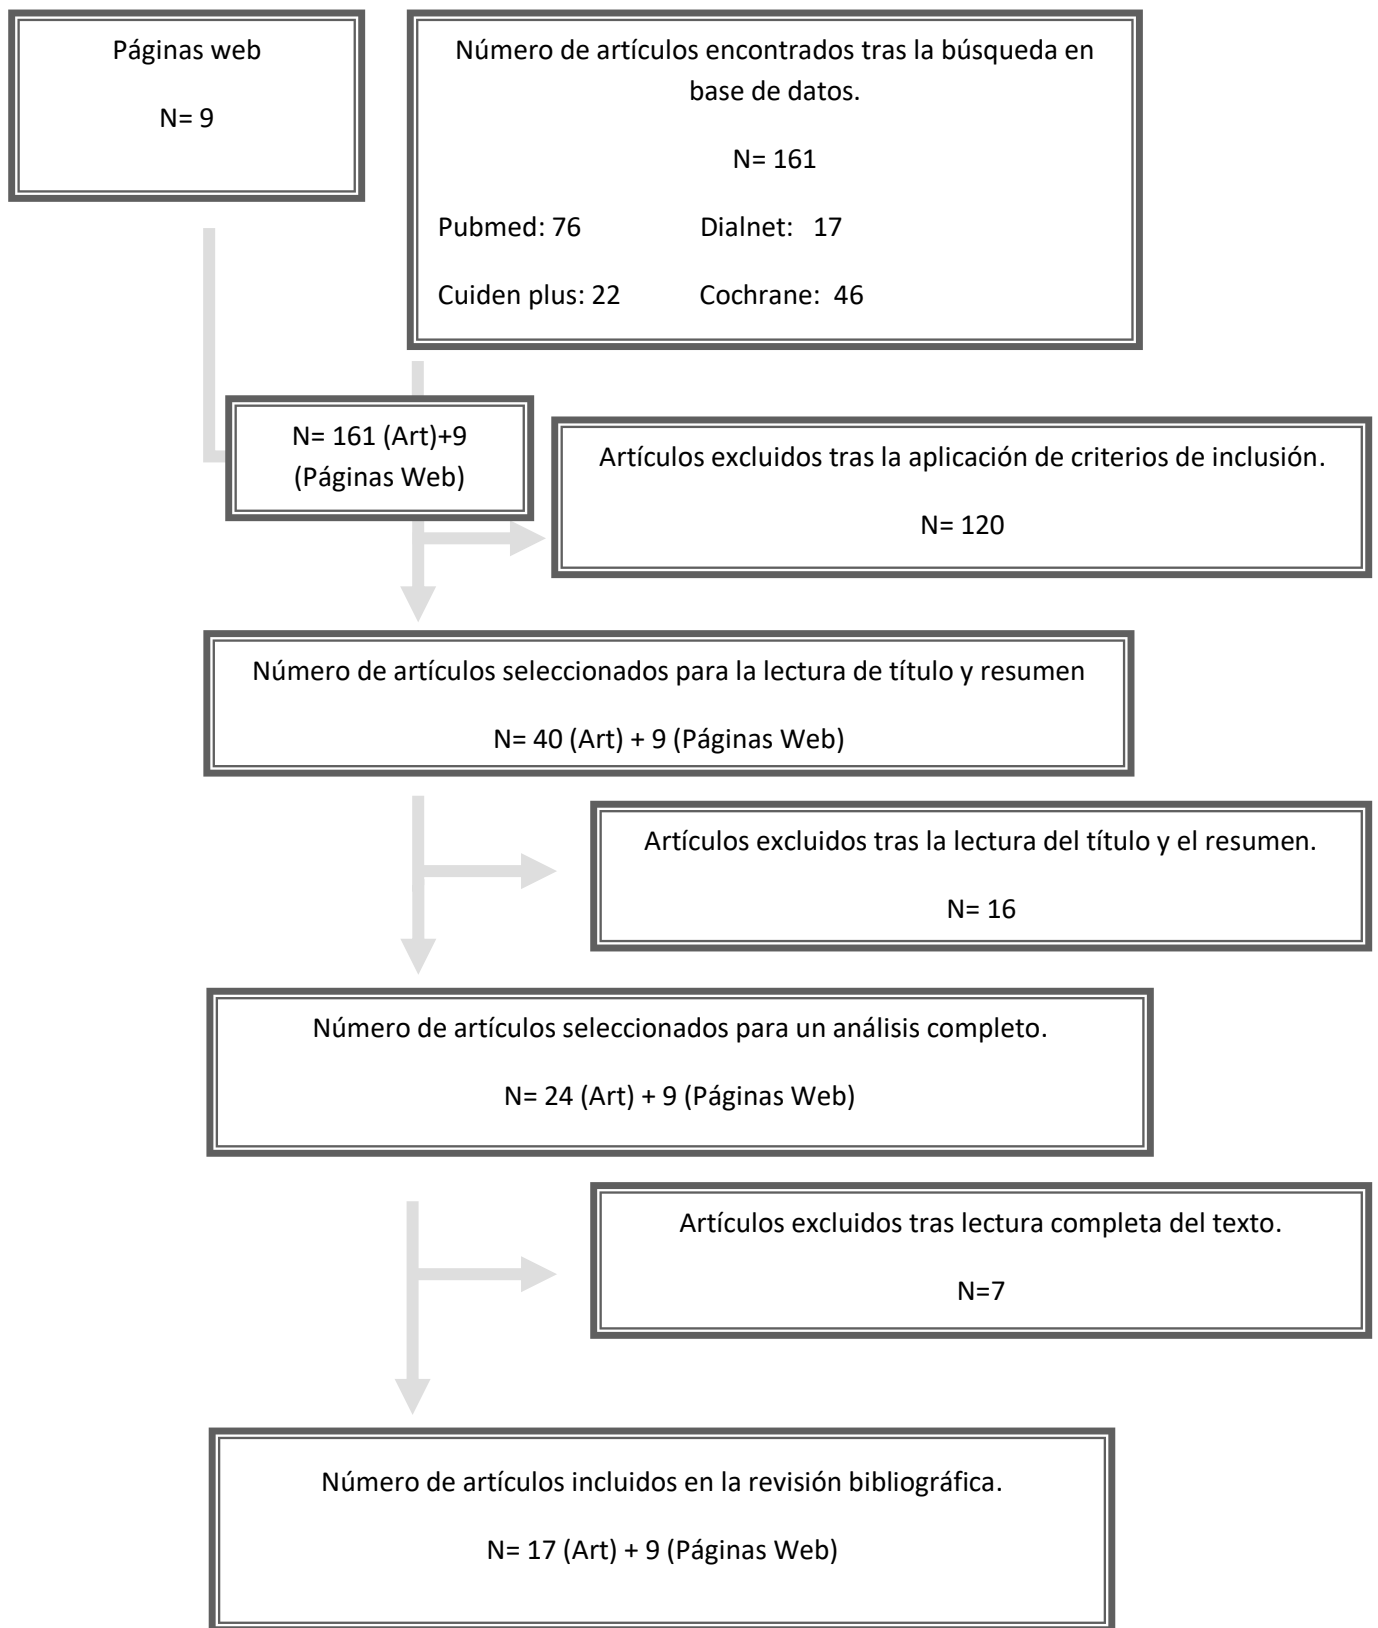 Páginas web
N= 9
Número de artículos encontrados tras la búsqueda en
base de datos.
N= 161
Pubmed: 76 Dialnet: 17
Cuiden plus: 22 Cochrane: 46
N= 161 (Art)+9
(Páginas Web)
Artículos excluidos tras la aplicación de criterios de inclusión.
N= 120
Número de artículos seleccionados para la lectura de título y resumen
N= 40 (Art) + 9 (Páginas Web)
Artículos excluidos tras la lectura del título y el resumen.
N= 16
Número de artículos seleccionados para un análisis completo.
N= 24 (Art) + 9 (Páginas Web)
Artículos excluidos tras lectura completa del texto.
N=7
Número de artículos incluidos en la revisión bibliográfica.
N= 17 (Art) + 9 (Páginas Web)